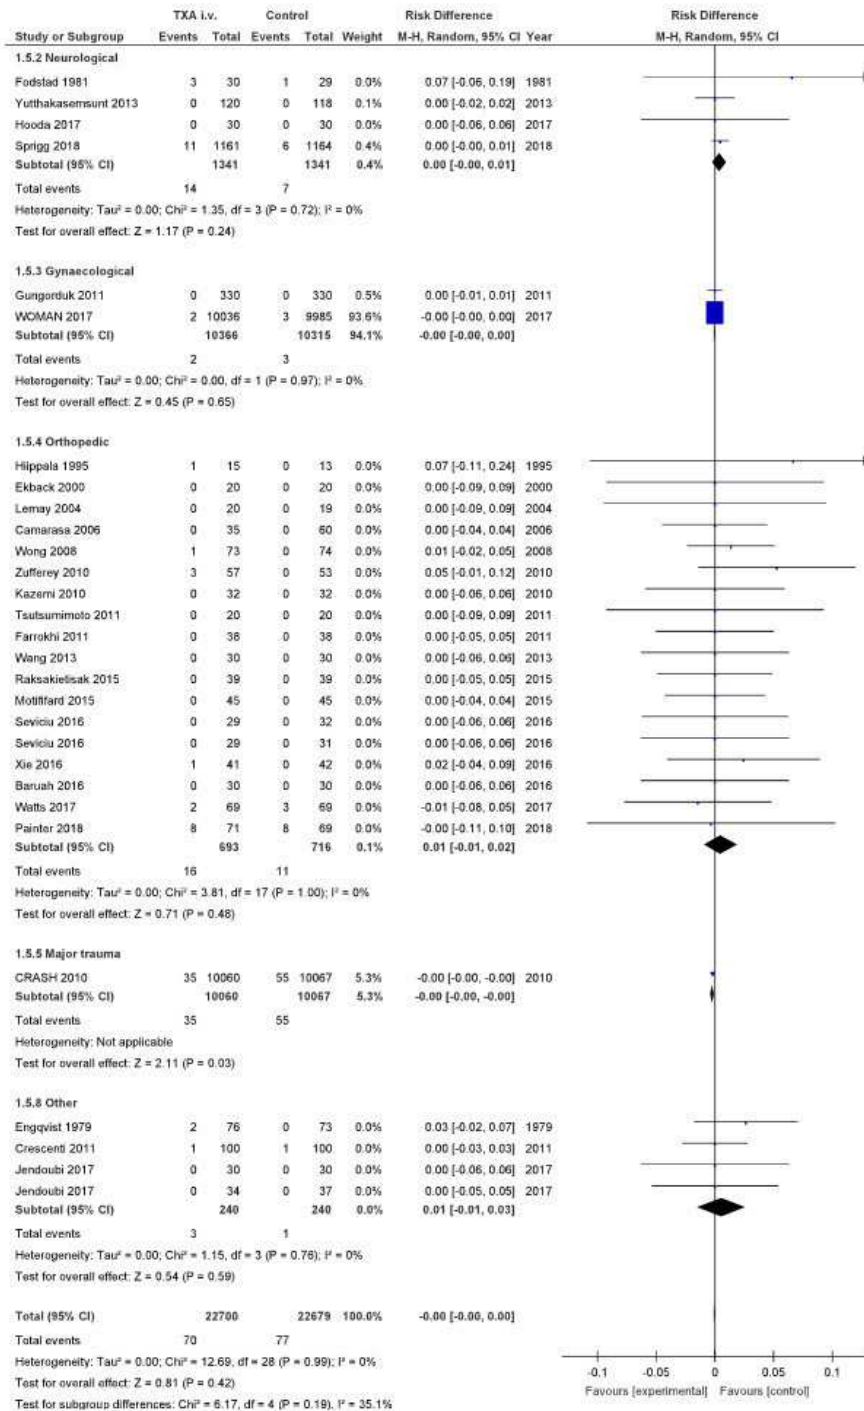 TXA i.v. Control Risk Difference Risk Difference
Study or Subgroup Events Total Events Total Weight M-H, Random, 95% CI Year M-H, Random, 95% CI
1.5.2 Neurological
Fodstad 1981 3 30 1 29 0.0% 0.07 [-0.06, 0.19] 1981
Yutthakasemsunt 2013 0 120 0 118 0.1% 0.00 [-0.02, 0.02] 2013
Hooda 2017 0 30 0 30 0.0% 0.00 [-0.06, 0.06] 2017
Sprigg 2018 11 1161 6 1164 0.4% 0.00 [-0.00, 0.01] 2018
Subtotal (95% CI) 1341 1341 0.4% 0.00 [-0.00, 0.01]
Total events 14 7
Heterogeneity: Tau² = 0.00; Chi² = 1.35, df = 3 (P = 0.72); I² = 0%
Test for overall effect: Z = 1.17 (P = 0.24)
1.5.3 Gynaecological
Gungorduk 2011 0 330 0 330 0.5% 0.00 [-0.01, 0.01] 2011
WOMAN 2017 2 10036 3 9985 93.6% -0.00 [-0.00, 0.00] 2017
Subtotal (95% CI) 10366 10315 94.1% -0.00 [-0.00, 0.00]
Total events 2 3
Heterogeneity: Tau² = 0.00; Chi² = 0.00, df = 1 (P = 0.97); I² = 0%
Test for overall effect: Z = 0.45 (P = 0.65)
1.5.4 Orthopedic
Hiippala 1995 1 15 0 13 0.0% 0.07 [-0.11, 0.24] 1995
Ekback 2000 0 20 0 20 0.0% 0.00 [-0.09, 0.09] 2000
Lemay 2004 0 20 0 19 0.0% 0.00 [-0.09, 0.09] 2004
Camarasa 2006 0 35 0 60 0.0% 0.00 [-0.04, 0.04] 2006
Wong 2008 1 73 0 74 0.0% 0.01 [-0.02, 0.05] 2008
Zufferey 2010 3 57 0 53 0.0% 0.05 [-0.01, 0.12] 2010
Kazemi 2010 0 32 0 32 0.0% 0.00 [-0.06, 0.06] 2010
Tsutsumimoto 2011 0 20 0 20 0.0% 0.00 [-0.09, 0.09] 2011
Farrokhi 2011 0 38 0 38 0.0% 0.00 [-0.05, 0.05] 2011
Wang 2013 0 30 0 30 0.0% 0.00 [-0.06, 0.06] 2013
Raksakietisak 2015 0 39 0 39 0.0% 0.00 [-0.05, 0.05] 2015
Motififard 2015 0 45 0 45 0.0% 0.00 [-0.04, 0.04] 2015
Seviciu 2016 0 29 0 32 0.0% 0.00 [-0.06, 0.06] 2016
Seviciu 2016 0 29 0 31 0.0% 0.00 [-0.06, 0.06] 2016
Xie 2016 1 41 0 42 0.0% 0.02 [-0.04, 0.09] 2016
Baruah 2016 0 30 0 30 0.0% 0.00 [-0.06, 0.06] 2016
Watts 2017 2 69 3 69 0.0% -0.01 [-0.08, 0.05] 2017
Painter 2018 8 71 8 69 0.0% -0.00 [-0.11, 0.10] 2018
Subtotal (95% CI) 693 716 0.1% 0.01 [-0.01, 0.02]
Total events 16 11
Heterogeneity: Tau² = 0.00; Chi² = 3.81, df = 17 (P = 1.00); I² = 0%
Test for overall effect: Z = 0.71 (P = 0.48)
1.5.5 Major trauma
CRASH 2010 35 10060 55 10067 5.3% -0.00 [-0.00, -0.00] 2010
Subtotal (95% CI) 10060 10067 5.3% -0.00 [-0.00, -0.00]
Total events 35 55
Heterogeneity: Not applicable
Test for overall effect: Z = 2.11 (P = 0.03)
1.5.8 Other
Engqvist 1979 2 76 0 73 0.0% 0.03 [-0.02, 0.07] 1979
Crescenti 2011 1 100 1 100 0.0% 0.00 [-0.03, 0.03] 2011
Jendoubi 2017 0 30 0 30 0.0% 0.00 [-0.06, 0.06] 2017
Jendoubi 2017 0 34 0 37 0.0% 0.00 [-0.05, 0.05] 2017
Subtotal (95% CI) 240 240 0.0% 0.01 [-0.01, 0.03]
Total events 3 1
Heterogeneity: Tau² = 0.00; Chi² = 1.15, df = 3 (P = 0.76); I² = 0%
Test for overall effect: Z = 0.54 (P = 0.59)
Total (95% CI) 22700 22679 100.0% -0.00 [-0.00, 0.00]
Total events 70 77
Heterogeneity: Tau² = 0.00; Chi² = 12.69, df = 28 (P = 0.99); I² = 0%
Test for overall effect: Z = 0.81 (P = 0.42)
Test for subgroup differences: Chi² = 6.17, df = 4 (P = 0.19), I² = 35.1%
-0.1 -0.05 0 0.05 0.1
Favours [experimental] Favours [control]